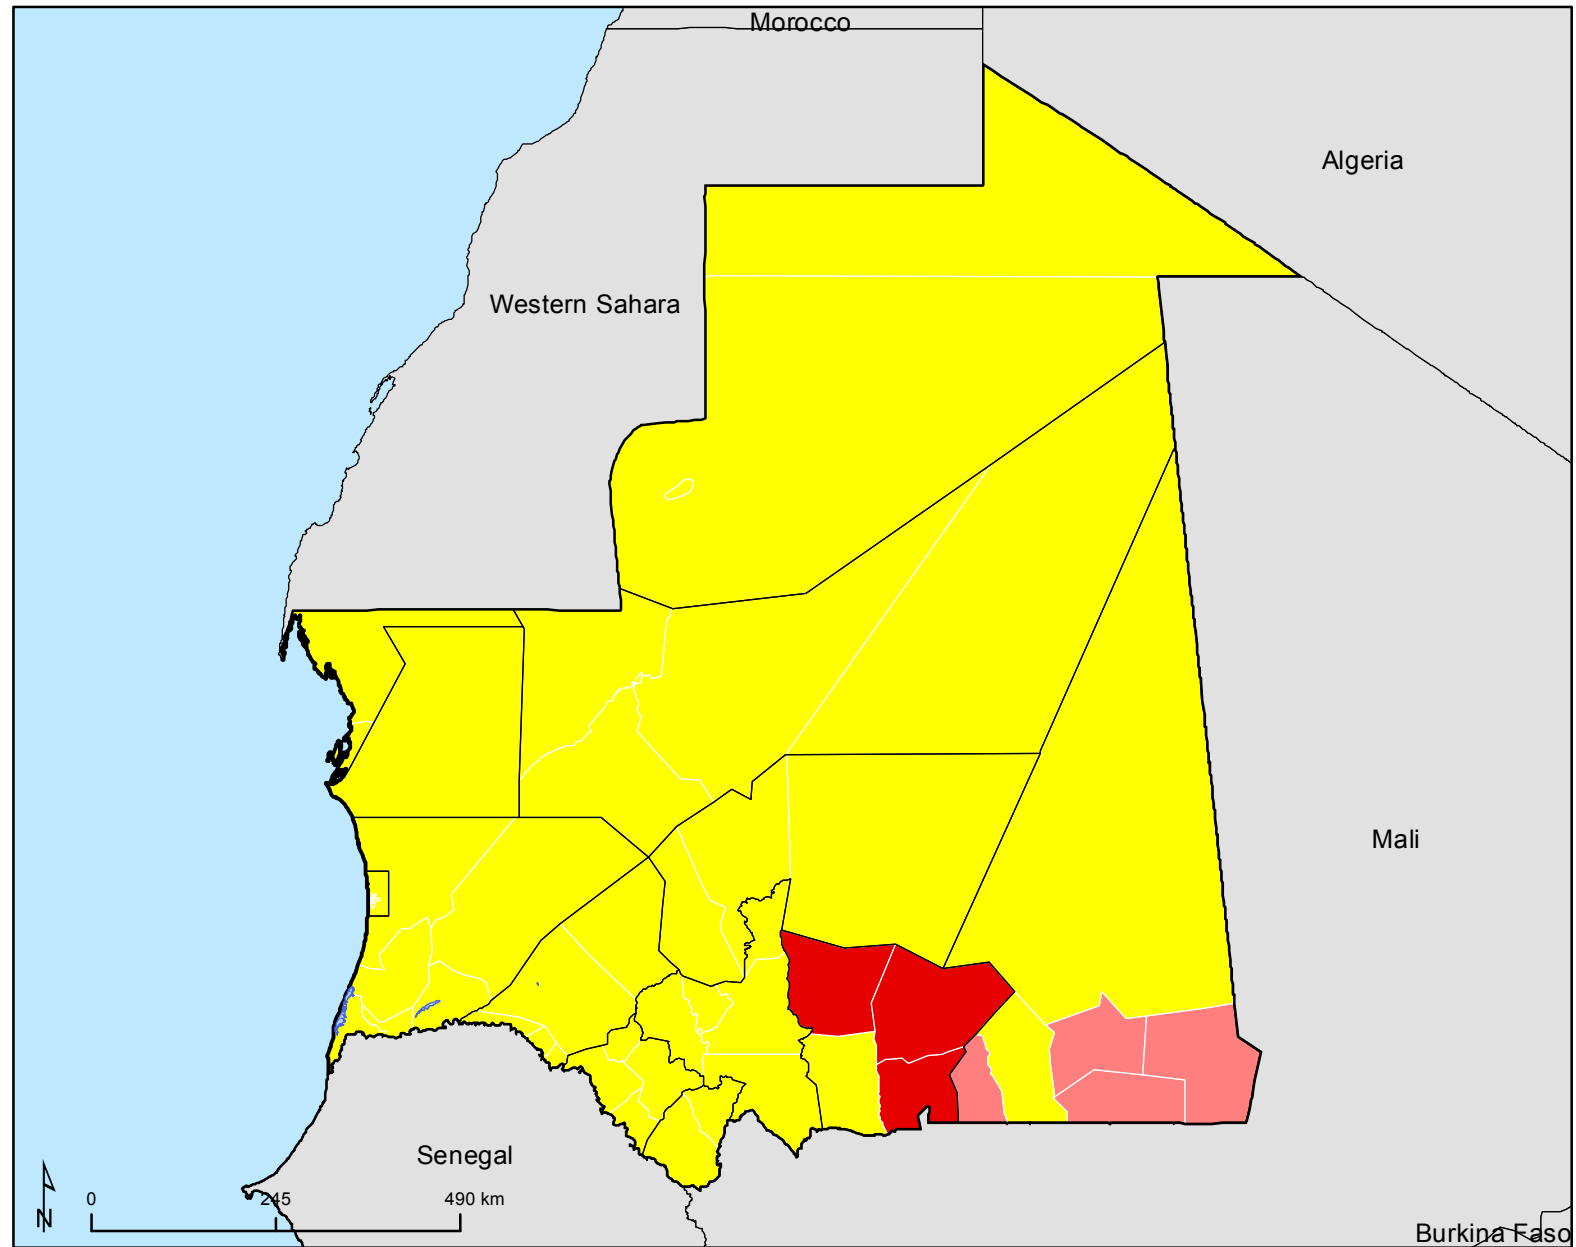 Morocco
Algeria
Western Sahara
Mali
Senegal
0 245 490 km
N
Burkina Faso